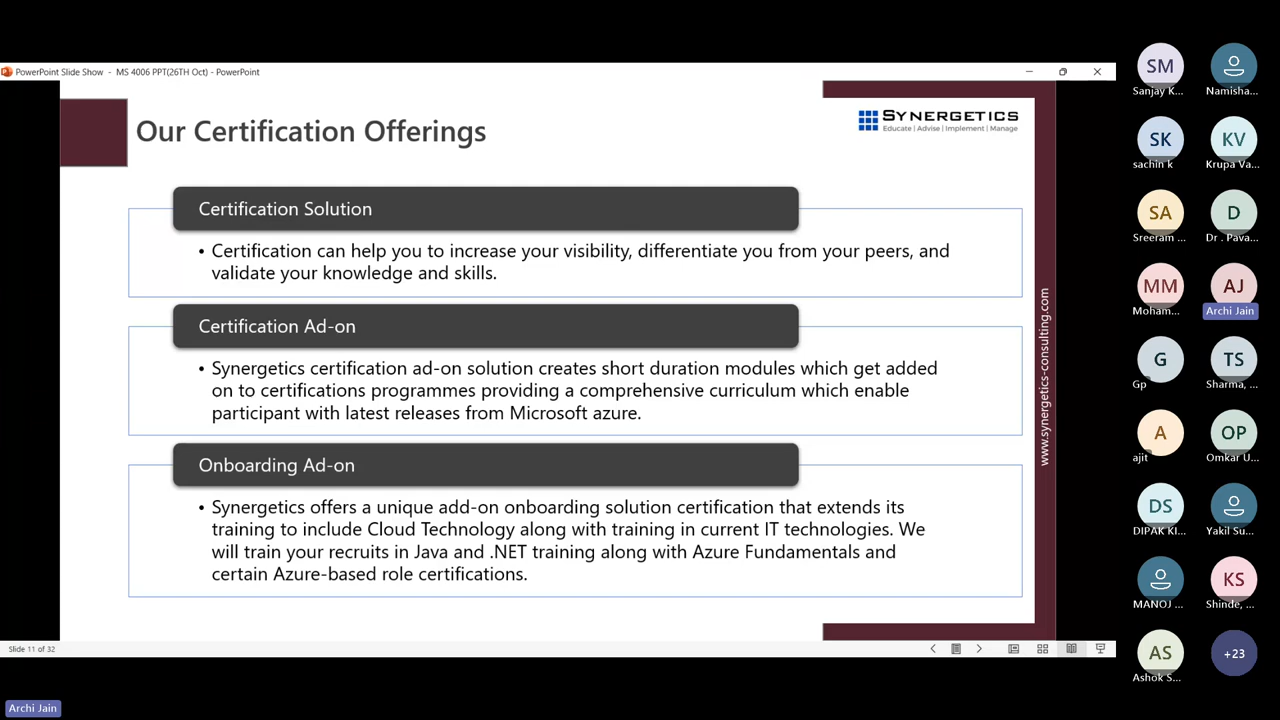 PowerPoint Slide Show - MS 4006 PPT(26TH Oct) - PowerPoint
Our Certification Offerings
SYNERGETICS
Educate | Advise | Implement | Manage
Certification Solution
• Certification can help you to increase your visibility, differentiate you from your peers, and
validate your knowledge and skills.
Certification Ad-on
• Synergetics certification ad-on solution creates short duration modules which get added
on to certifications programmes providing a comprehensive curriculum which enable
participant with latest releases from Microsoft azure.
Onboarding Ad-on
• Synergetics offers a unique add-on onboarding solution certification that extends its
training to include Cloud Technology along with training in current IT technologies. We
will train your recruits in Java and .NET training along with Azure Fundamentals and
certain Azure-based role certifications.
www.synergetics-consulting.com
Slide 11 of 32
SM
Sanjay K...
Namisha...
SK
sachin k
KV
Krupa Va...
SA
Sreeram ...
D
Dr . Pava...
MM
Moham...
AJ
Archi Jain
G
Gp
TS
Sharma, ...
A
ajit
OP
Omkar U...
DS
DIPAK KI...
Yakil Su...
MANOJ ...
KS
Shinde, ...
AS
Ashok S...
+23
Archi Jain